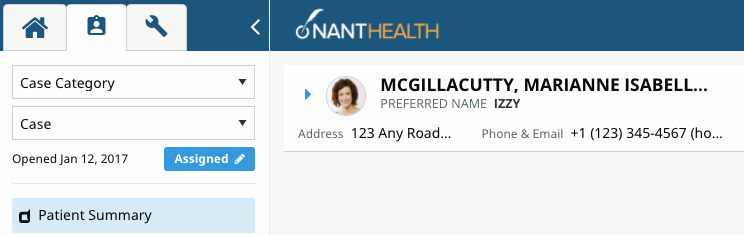 NANTHEALTH
Case Category
Case
Opened Jan 12, 2017
Assigned
Patient Summary
MCGILLACUTTY, MARIANNE ISABELL...
PREFERRED NAME IZZY
Address 123 Any Road... Phone & Email +1 (123) 345-4567 (ho...